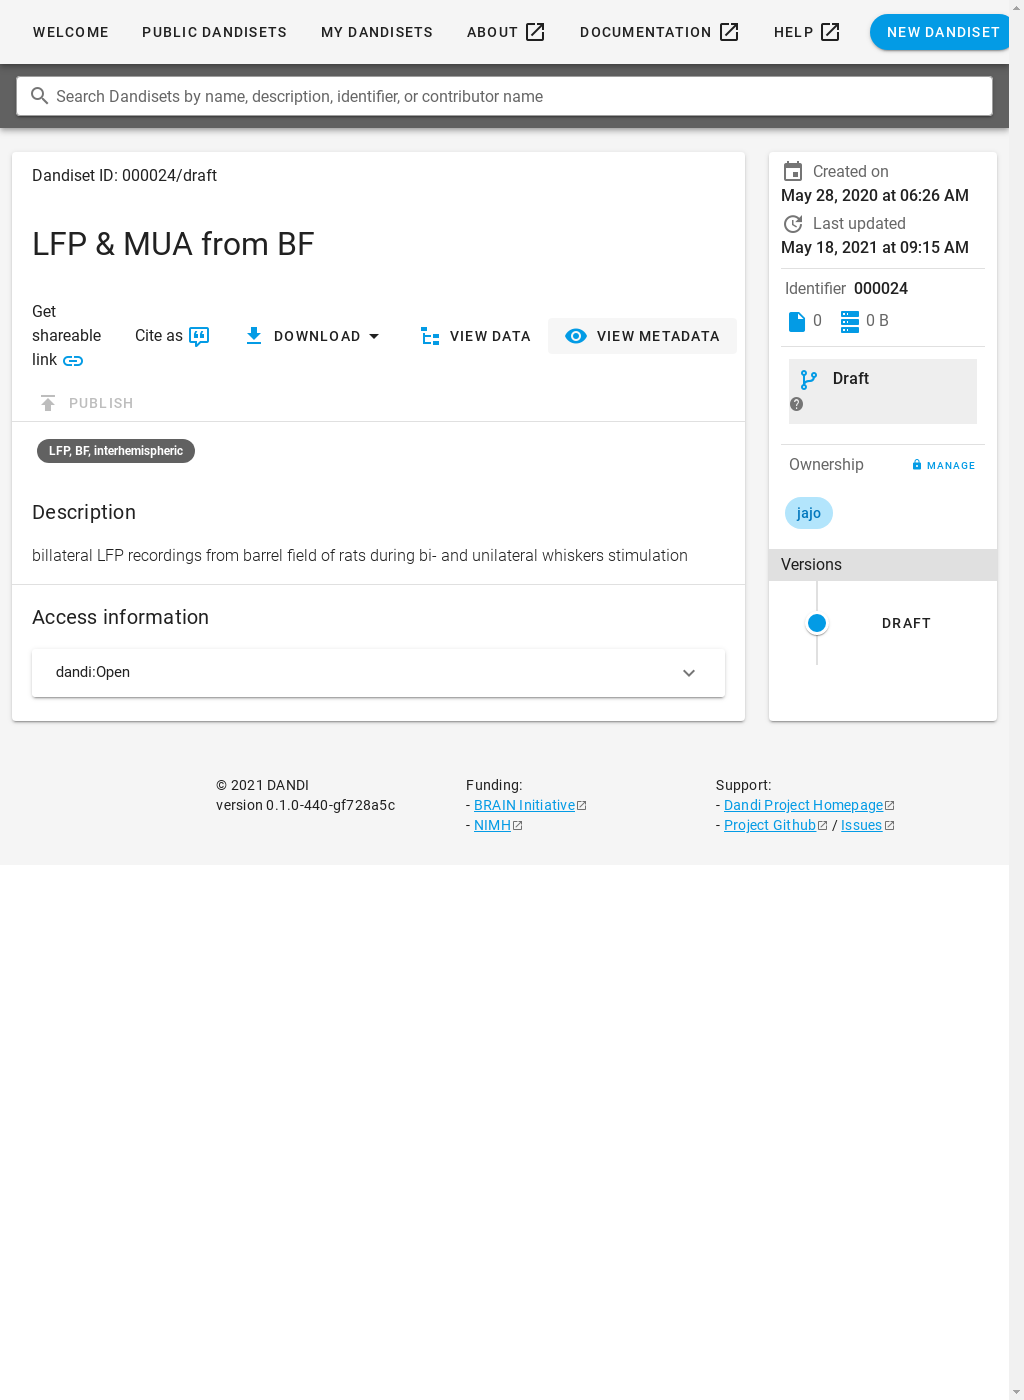 WELCOME PUBLIC DANDISETS MY DANDISETS ABOUT DOCUMENTATION HELP NEW DANDISET
Search Dandisets by name, description, identifier, or contributor name
Dandiset ID: 000024/draft
LFP & MUA from BF
Get
shareable
link
Cite as
DOWNLOAD
VIEW DATA
VIEW METADATA
PUBLISH
LFP, BF, interhemispheric
Description
billateral LFP recordings from barrel field of rats during bi- and unilateral whiskers stimulation
Access information
dandi:Open
Created on
May 28, 2020 at 06:26 AM
Last updated
May 18, 2021 at 09:15 AM
Identifier 000024
0 0 B
Draft
Ownership MANAGE
jajo
Versions
DRAFT
© 2021 DANDI
version 0.1.0-440-gf728a5c
Funding:
- BRAIN Initiative
- NIMH
Support:
- Dandi Project Homepage
- Project Github / Issues